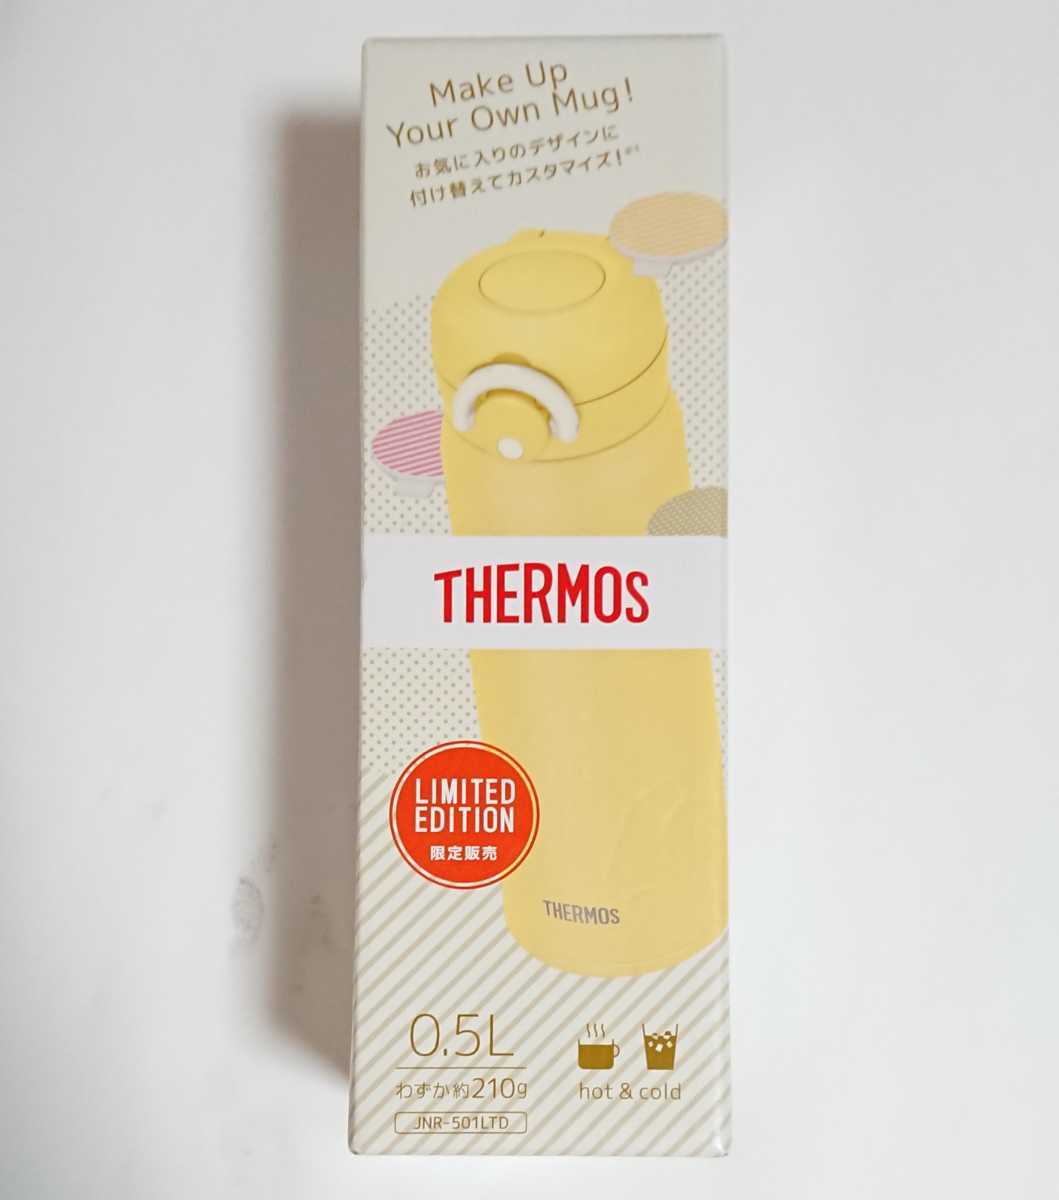 Make Up
Your Own Mug!
お気に入りのデザインに
付け替えてカスタマイズ!※1
THERMOS
LIMITED
EDITION
限定販売
THERMOS
0.5L
わずか約210g
hot & cold
JNR-501LTD